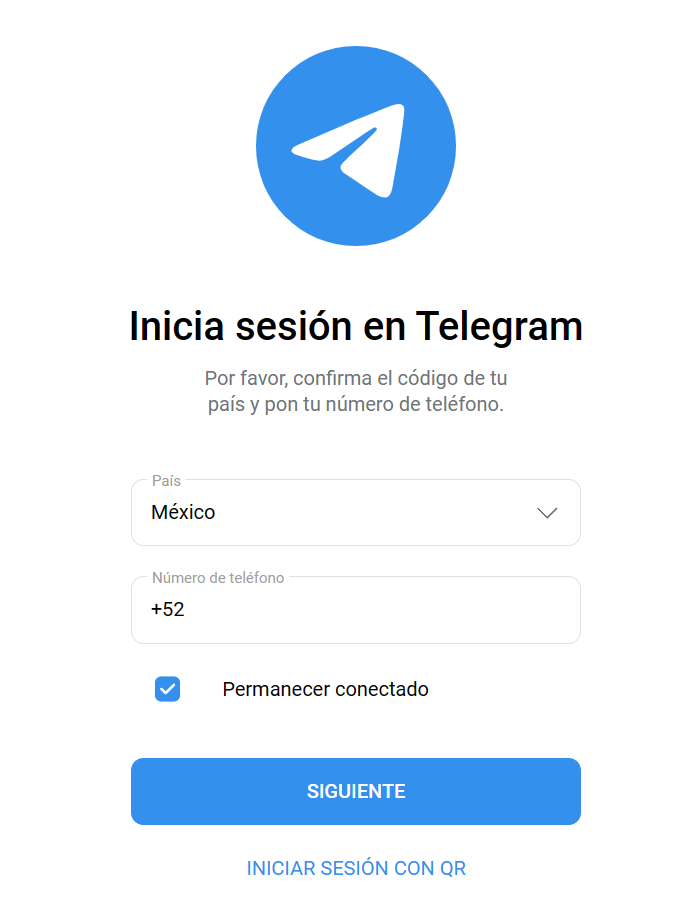 Inicia sesión en Telegram
Por favor, confirma el código de tu
país y pon tu número de teléfono.
País
México
Número de teléfono
+52
Permanecer conectado
SIGUIENTE
INICIAR SESIÓN CON QR